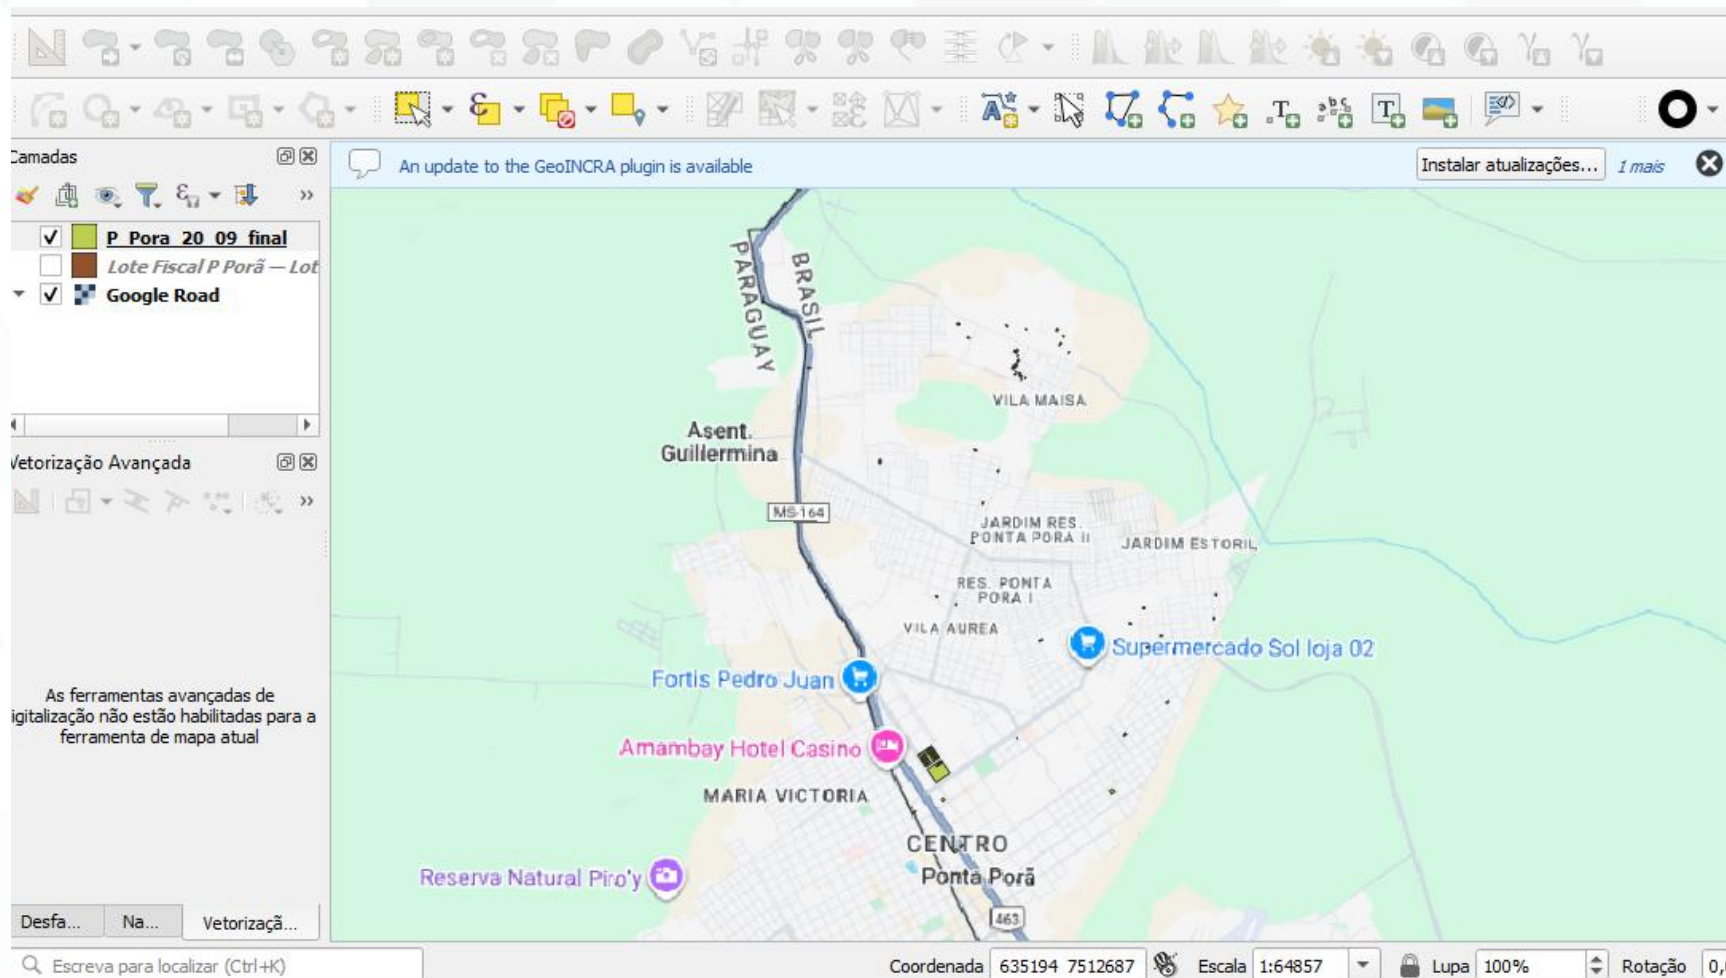 Camadas
An update to the GeoINCRA plugin is available
Instalar atualizações...
1 mais
P_Pora_20_09_final
Lote Fiscal P Porã — Lot
Google Road
Vetorização Avançada
As ferramentas avançadas de
igitalização não estão habilitadas para a
ferramenta de mapa atual
Desfa...
Na...
Vetorizaçã...
PARAGUAY
BRASIL
VILA MAISA
Asent.
Guillermina
MS-164
JARDIM RES.
PONTA PORA II
JARDIM ESTORIL
RES. PONTA
PORA I
VILA AUREA
Supermercado Sol loja 02
Fortis Pedro Juan
Amambay Hotel Casino
MARIA VICTORIA
CENTRO
Ponta Porã
Reserva Natural Piro'y
463
Escreva para localizar (Ctrl+K)
Coordenada 635194 7512687 Escala 1:64857 Lupa 100% Rotação 0,